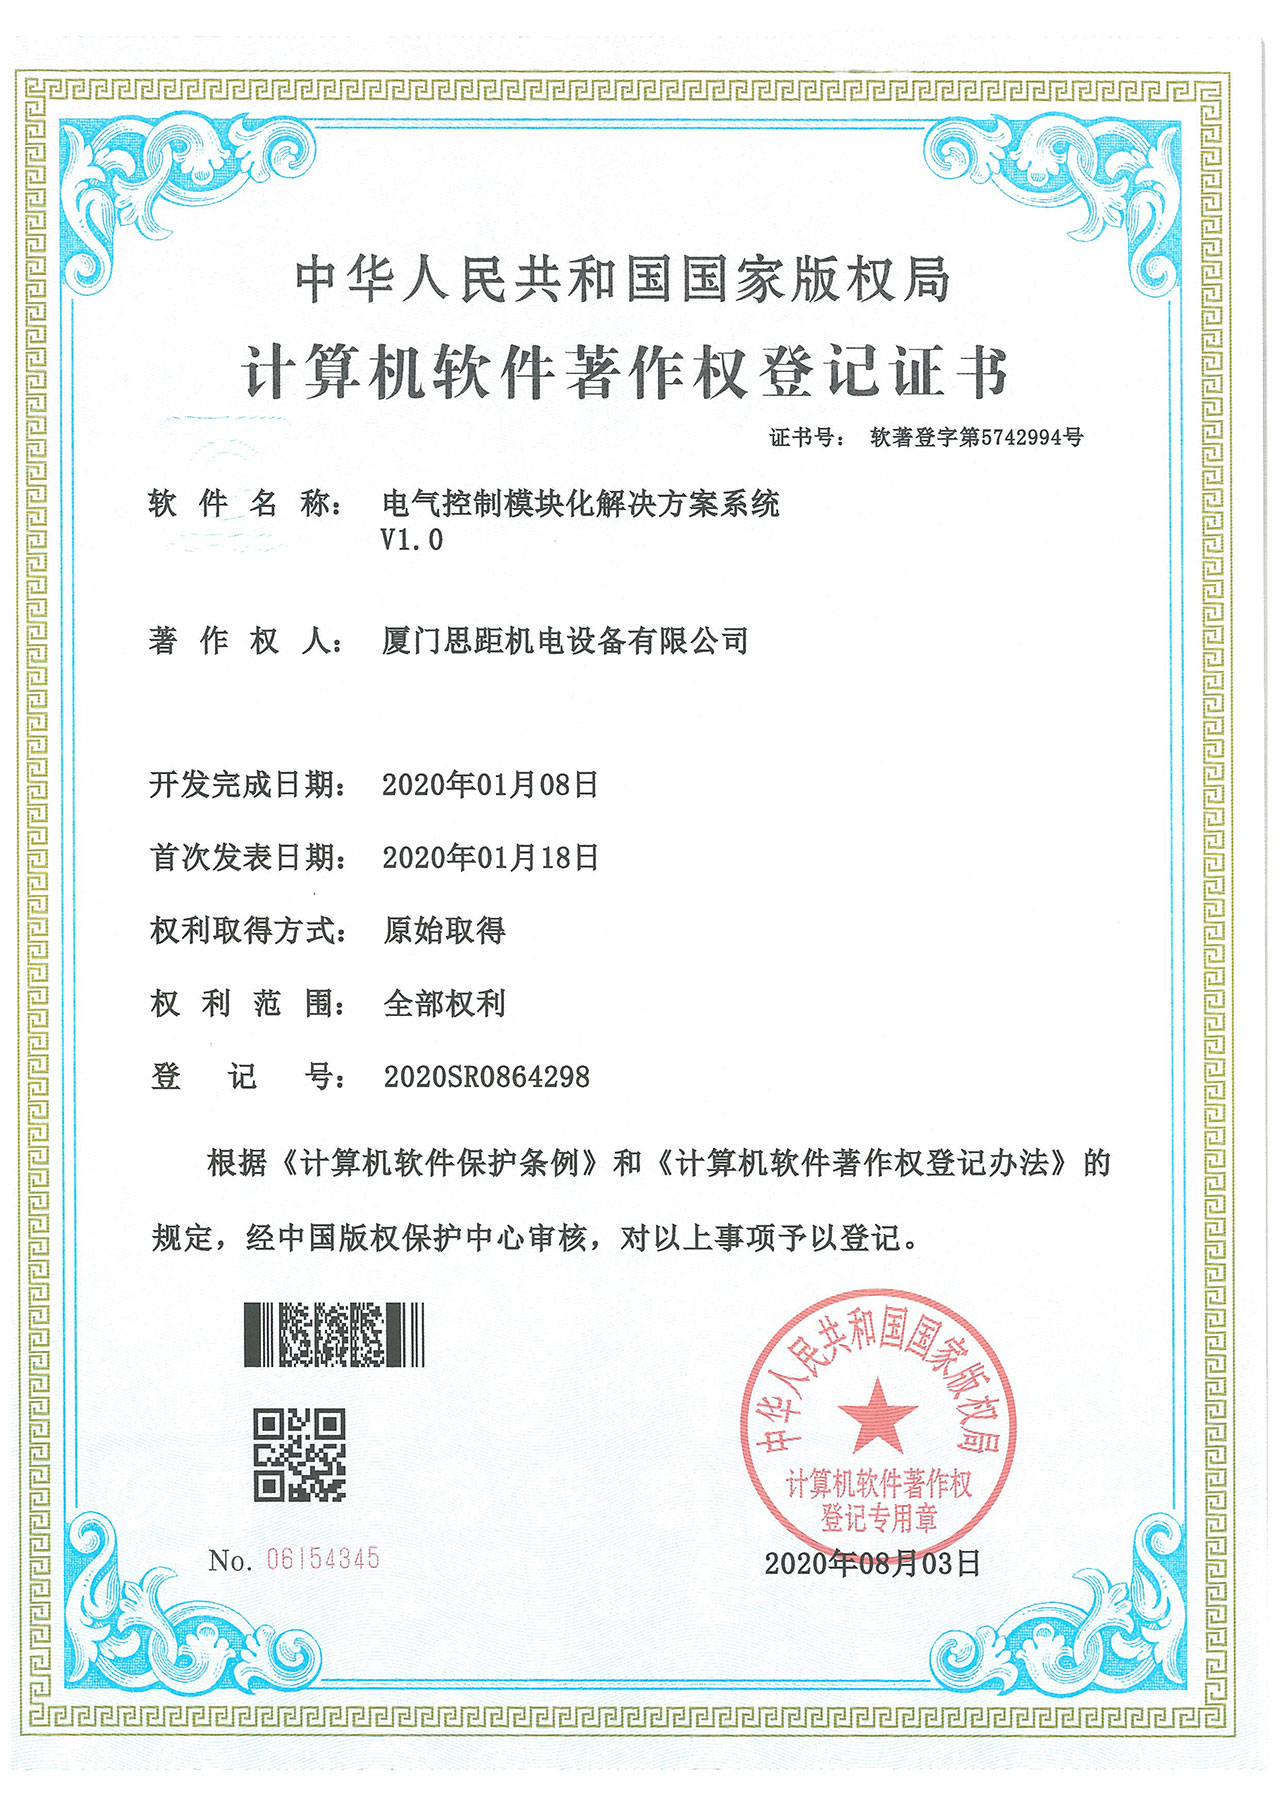 中华人民共和国国家版权局
计算机软件著作权登记证书
证书号： 软著登字第5742994号
软件名称： 电气控制模块化解决方案系统
V1.0
著作权人： 厦门思距机电设备有限公司
开发完成日期： 2020年01月08日
首次发表日期： 2020年01月18日
权利取得方式： 原始取得
权利范围： 全部权利
登记号： 2020SR0864298
根据《计算机软件保护条例》和《计算机软件著作权登记办法》的
规定，经中国版权保护中心审核，对以上事项予以登记。
中华人民共和国国家版权局
计算机软件著作权
登记专用章
No. 06154345
2020年08月03日